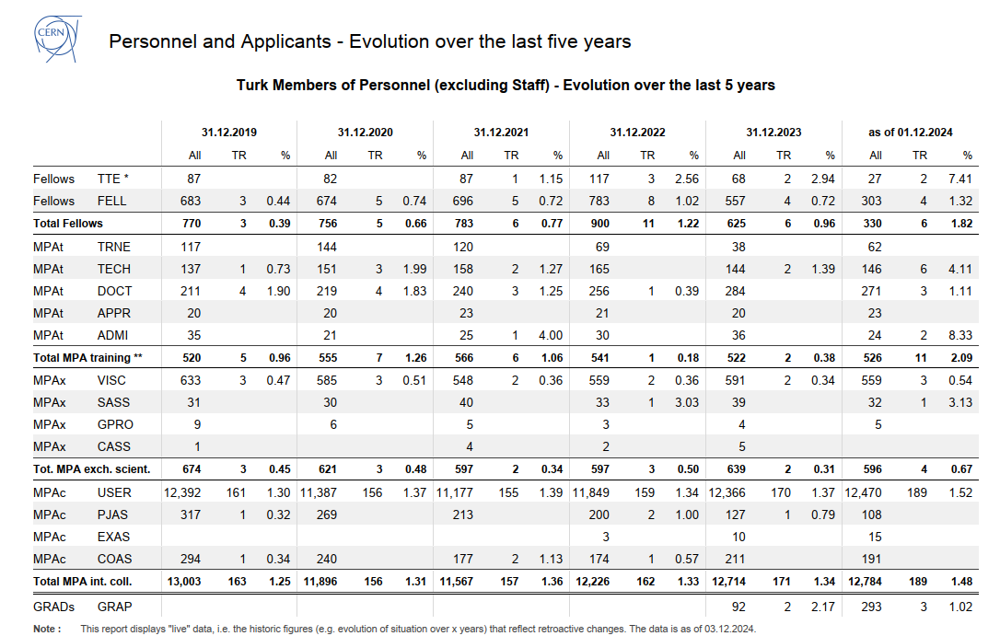 CERN
Personnel and Applicants - Evolution over the last five years
Turk Members of Personnel (excluding Staff) - Evolution over the last 5 years
31.12.2019 31.12.2020 31.12.2021 31.12.2022 31.12.2023 as of 01.12.2024
All TR % All TR % All TR % All TR % All TR % All TR %
Fellows TTE * 87 82 87 1 1.15 117 3 2.56 68 2 2.94 27 2 7.41
Fellows FELL 683 3 0.44 674 5 0.74 696 5 0.72 783 8 1.02 557 4 0.72 303 4 1.32
Total Fellows 770 3 0.39 756 5 0.66 783 6 0.77 900 11 1.22 625 6 0.96 330 6 1.82
MPAt TRNE 117 144 120 69 38 62
MPAt TECH 137 1 0.73 151 3 1.99 158 2 1.27 165 144 2 1.39 146 6 4.11
MPAt DOCT 211 4 1.90 219 4 1.83 240 3 1.25 256 1 0.39 284 271 3 1.11
MPAt APPR 20 20 23 21 20 23
MPAt ADMI 35 21 25 1 4.00 30 36 24 2 8.33
Total MPA training ** 520 5 0.96 555 7 1.26 566 6 1.06 541 1 0.18 522 2 0.38 526 11 2.09
MPAx VISC 633 3 0.47 585 3 0.51 548 2 0.36 559 2 0.36 591 2 0.34 559 3 0.54
MPAx SASS 31 30 40 33 1 3.03 39 32 1 3.13
MPAx GPRO 9 6 5 3 4 5
MPAx CASS 1 4 2 5
Tot. MPA exch. scient. 674 3 0.45 621 3 0.48 597 2 0.34 597 3 0.50 639 2 0.31 596 4 0.67
MPAc USER 12,392 161 1.30 11,387 156 1.37 11,177 155 1.39 11,849 159 1.34 12,366 170 1.37 12,470 189 1.52
MPAc PJAS 317 1 0.32 269 213 200 2 1.00 127 1 0.79 108
MPAc EXAS 3 10 15
MPAc COAS 294 1 0.34 240 177 2 1.13 174 1 0.57 211 191
Total MPA int. coll. 13,003 163 1.25 11,896 156 1.31 11,567 157 1.36 12,226 162 1.33 12,714 171 1.34 12,784 189 1.48
GRADs GRAP 92 2 2.17 293 3 1.02
Note : This report displays "live" data, i.e. the historic figures (e.g. evolution of situation over x years) that reflect retroactive changes. The data is as of 03.12.2024.